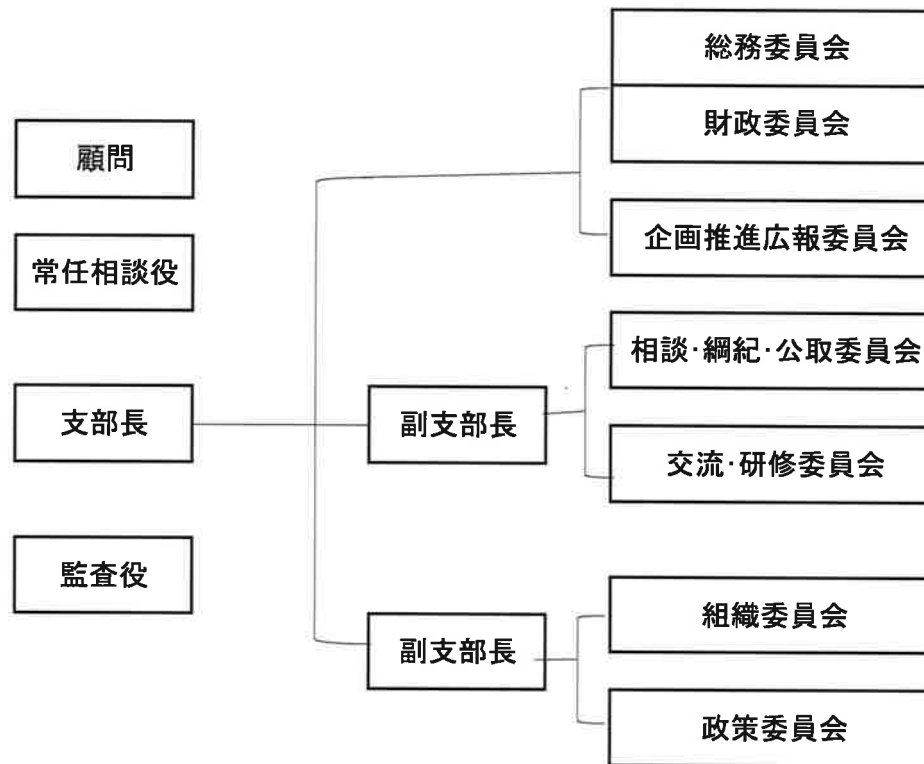 総務委員会
財政委員会
顧問
企画推進広報委員会
常任相談役
相談・綱紀・公取委員会
支部長
副支部長
交流・研修委員会
監査役
組織委員会
副支部長
政策委員会